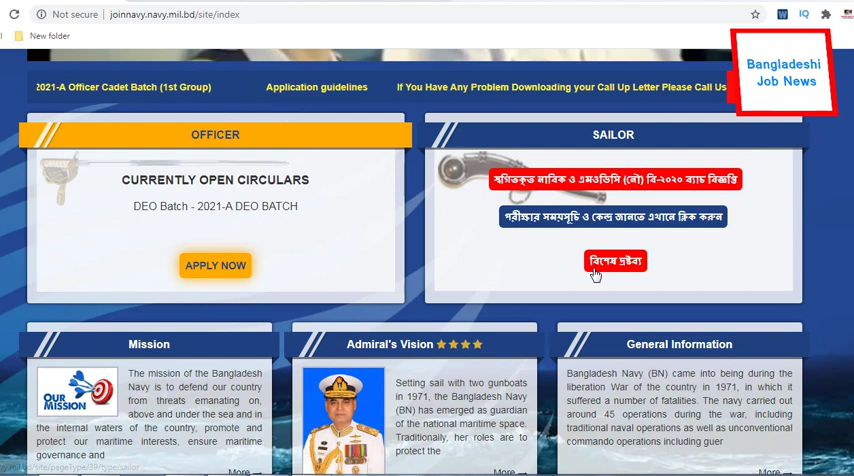 Not secure | joinnavy.navy.mil.bd/site/index
New folder
Bangladeshi
Job News
2021-A Officer Cadet Batch (1st Group) Application guidelines If You Have Any Problem Downloading your Call Up Letter Please Call Us
OFFICER
CURRENTLY OPEN CIRCULARS
DEO Batch - 2021-A DEO BATCH
APPLY NOW
SAILOR
স্থগিতকৃত নাবিক ও এমওডিসি (নৌ) বি-২০২০ ব্যাচ বিজ্ঞপ্তি
পরীক্ষার সময়সূচি ও কেন্দ্র জানতে এখানে ক্লিক করুন
বিশেষ দ্রষ্টব্য
Mission
OUR
MISSION
The mission of the Bangladesh
Navy is to defend our country
from threats emanating on,
above and under the sea and in
the internal waters of the country, promote and
protect our maritime interests, ensure maritime
governance and
More
Admiral's Vision
Setting sail with two gunboats
in 1971, the Bangladesh Navy
(BN) has emerged as guardian
of the national maritime space.
Traditionally, her roles are to
protect the
More
General Information
Bangladesh Navy (BN) came into being during the
liberation War of the country in 1971, in which it
suffered a number of fatalities. The navy carried out
around 45 operations during the war, including
traditional naval operations as well as unconventional
commando operations including guer
More
vy.mil.bd/site/pageType/39/type/sailor